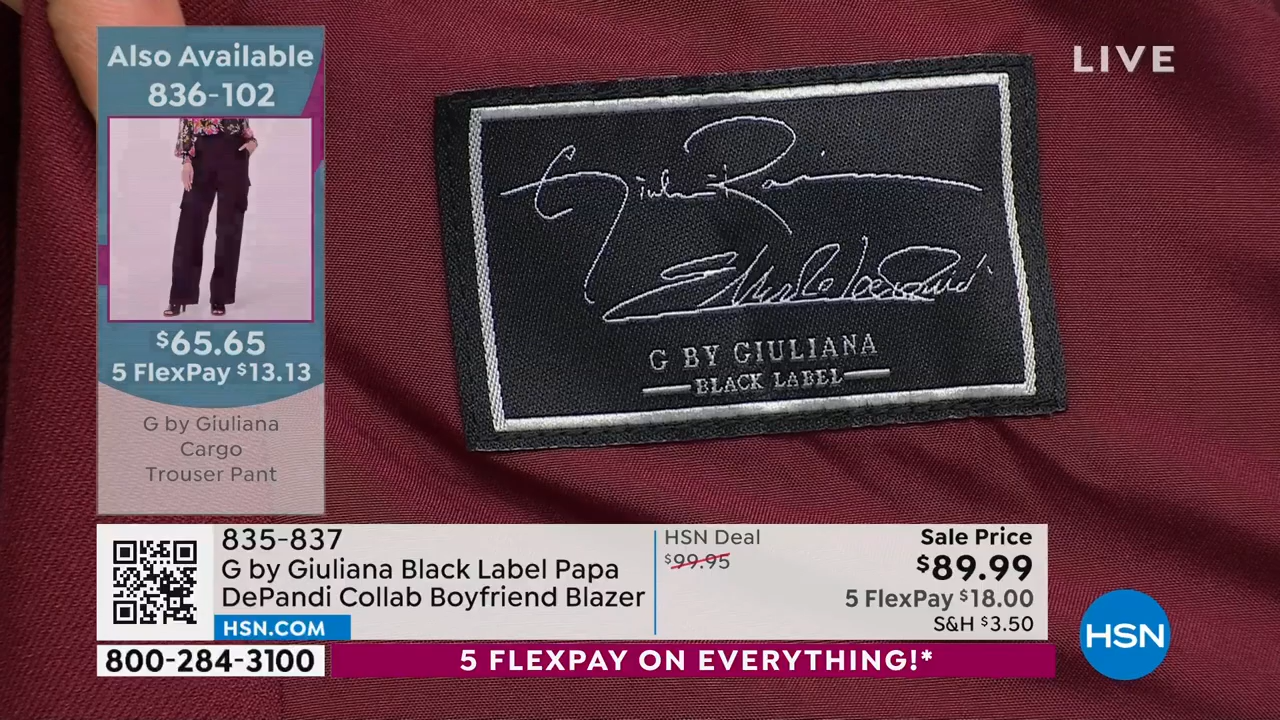 Also Available
836-102
$65.65
5 FlexPay $13.13
G by Giuliana
Cargo
Trouser Pant
LIVE
G BY GIULIANA
BLACK LABEL
835-837
G by Giuliana Black Label Papa
DePandi Collab Boyfriend Blazer
HSN.COM
HSN Deal
$99.95
Sale Price
$89.99
5 FlexPay $18.00
S&H $3.50
HSN
800-284-3100
5 FLEXPAY ON EVERYTHING!*